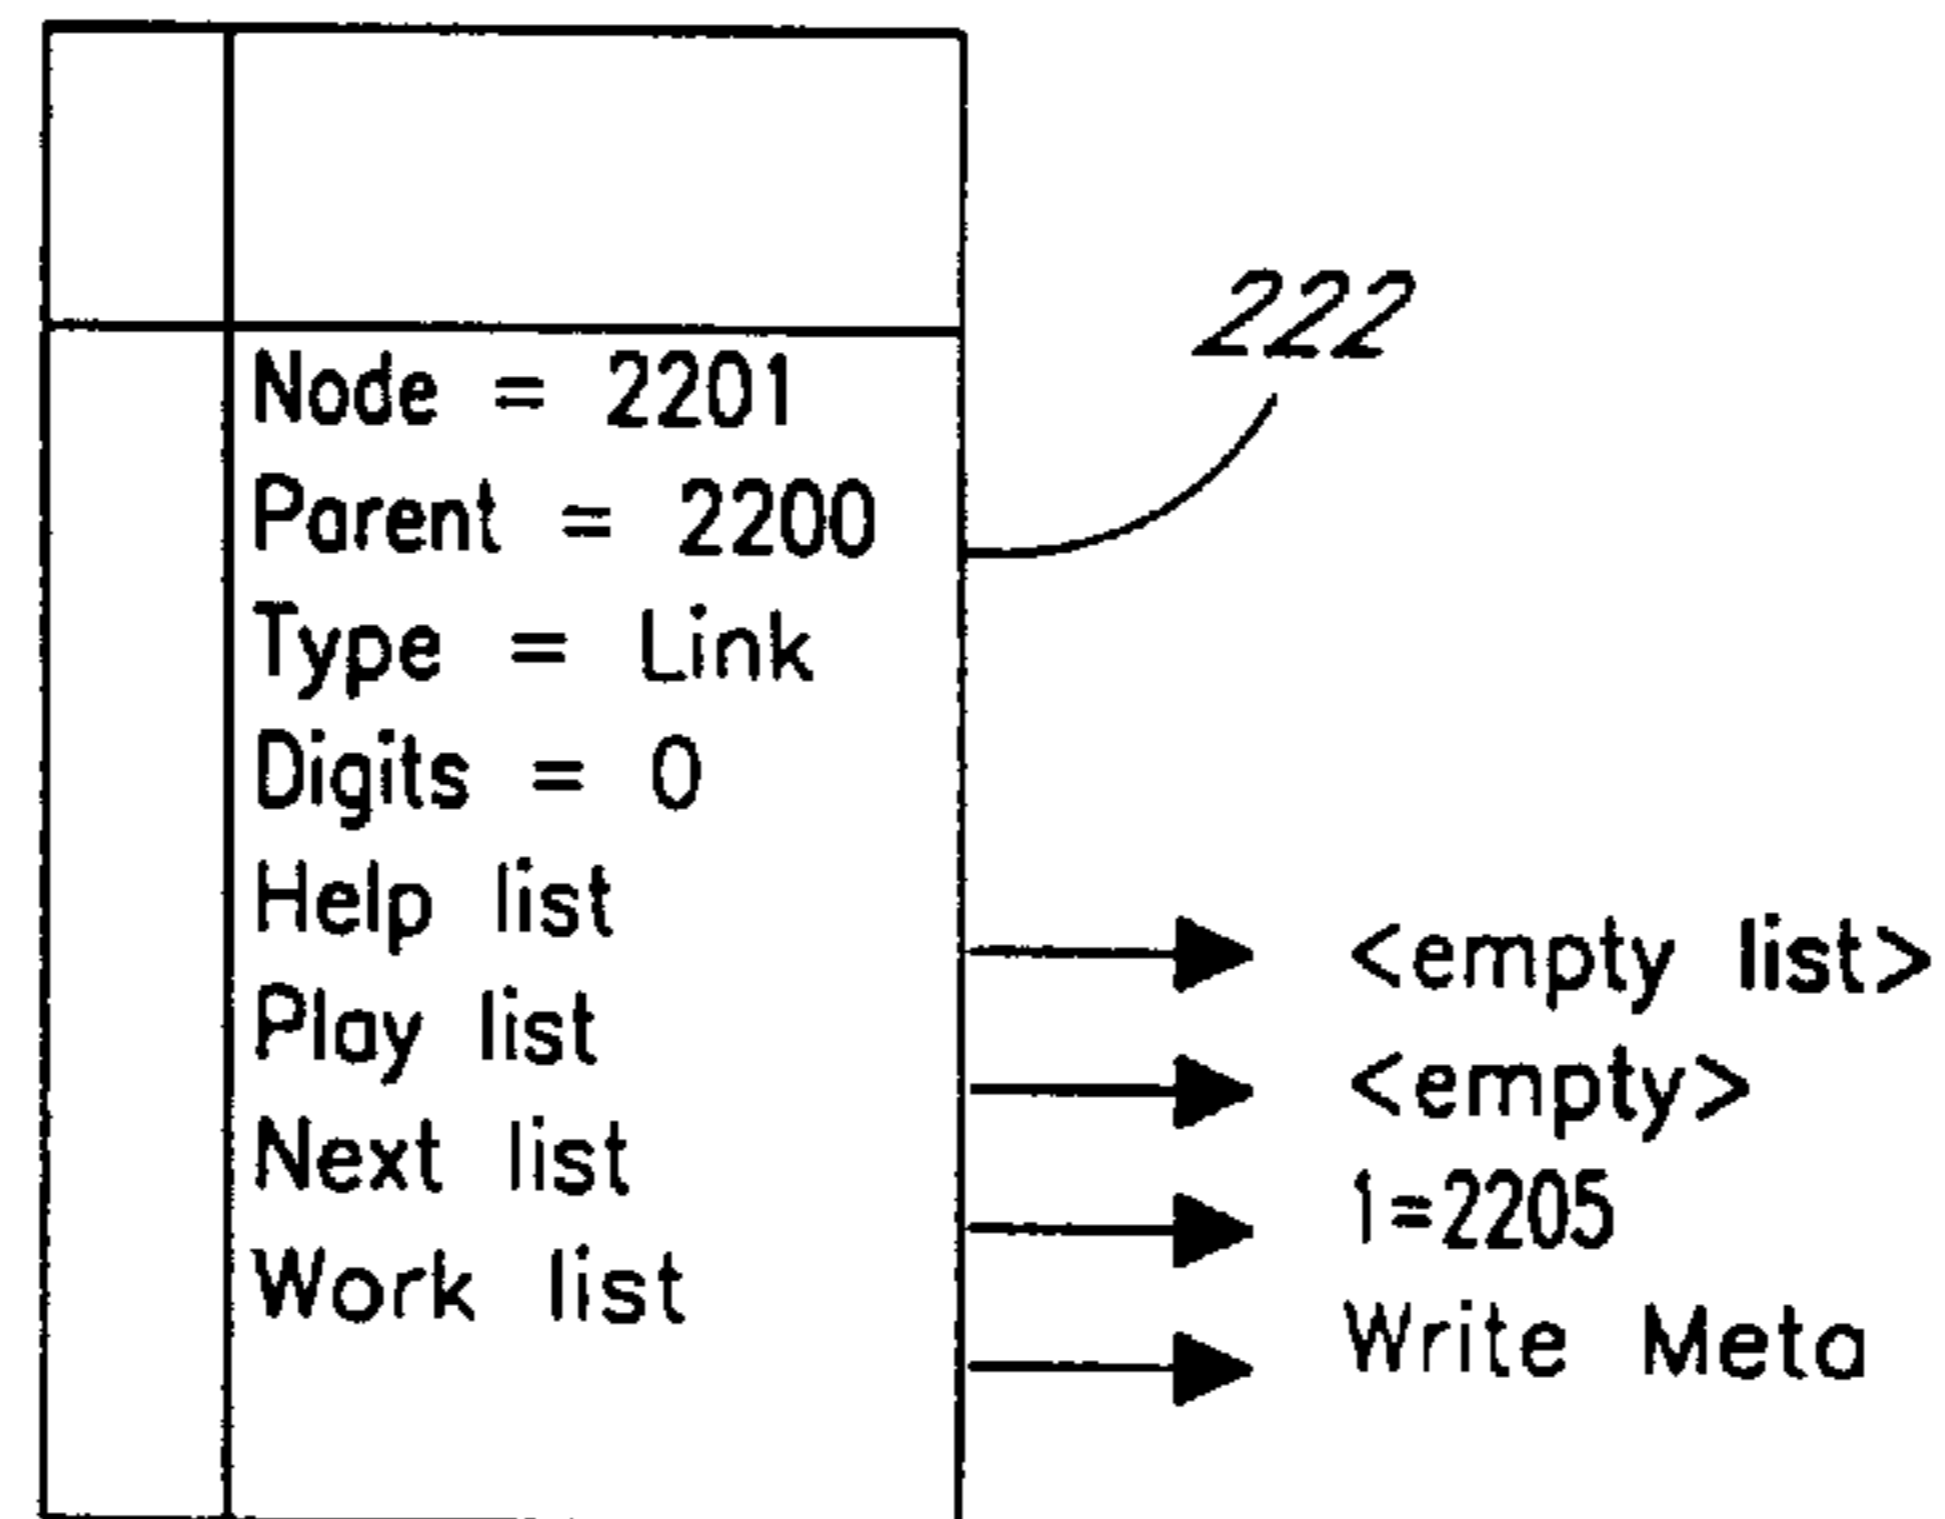 222
Node = 2201
Parent = 2200
Type = Link
Digits = 0
Help list
Play list
Next list
Work list
<empty list>
<empty>
1=2205
Write Meta